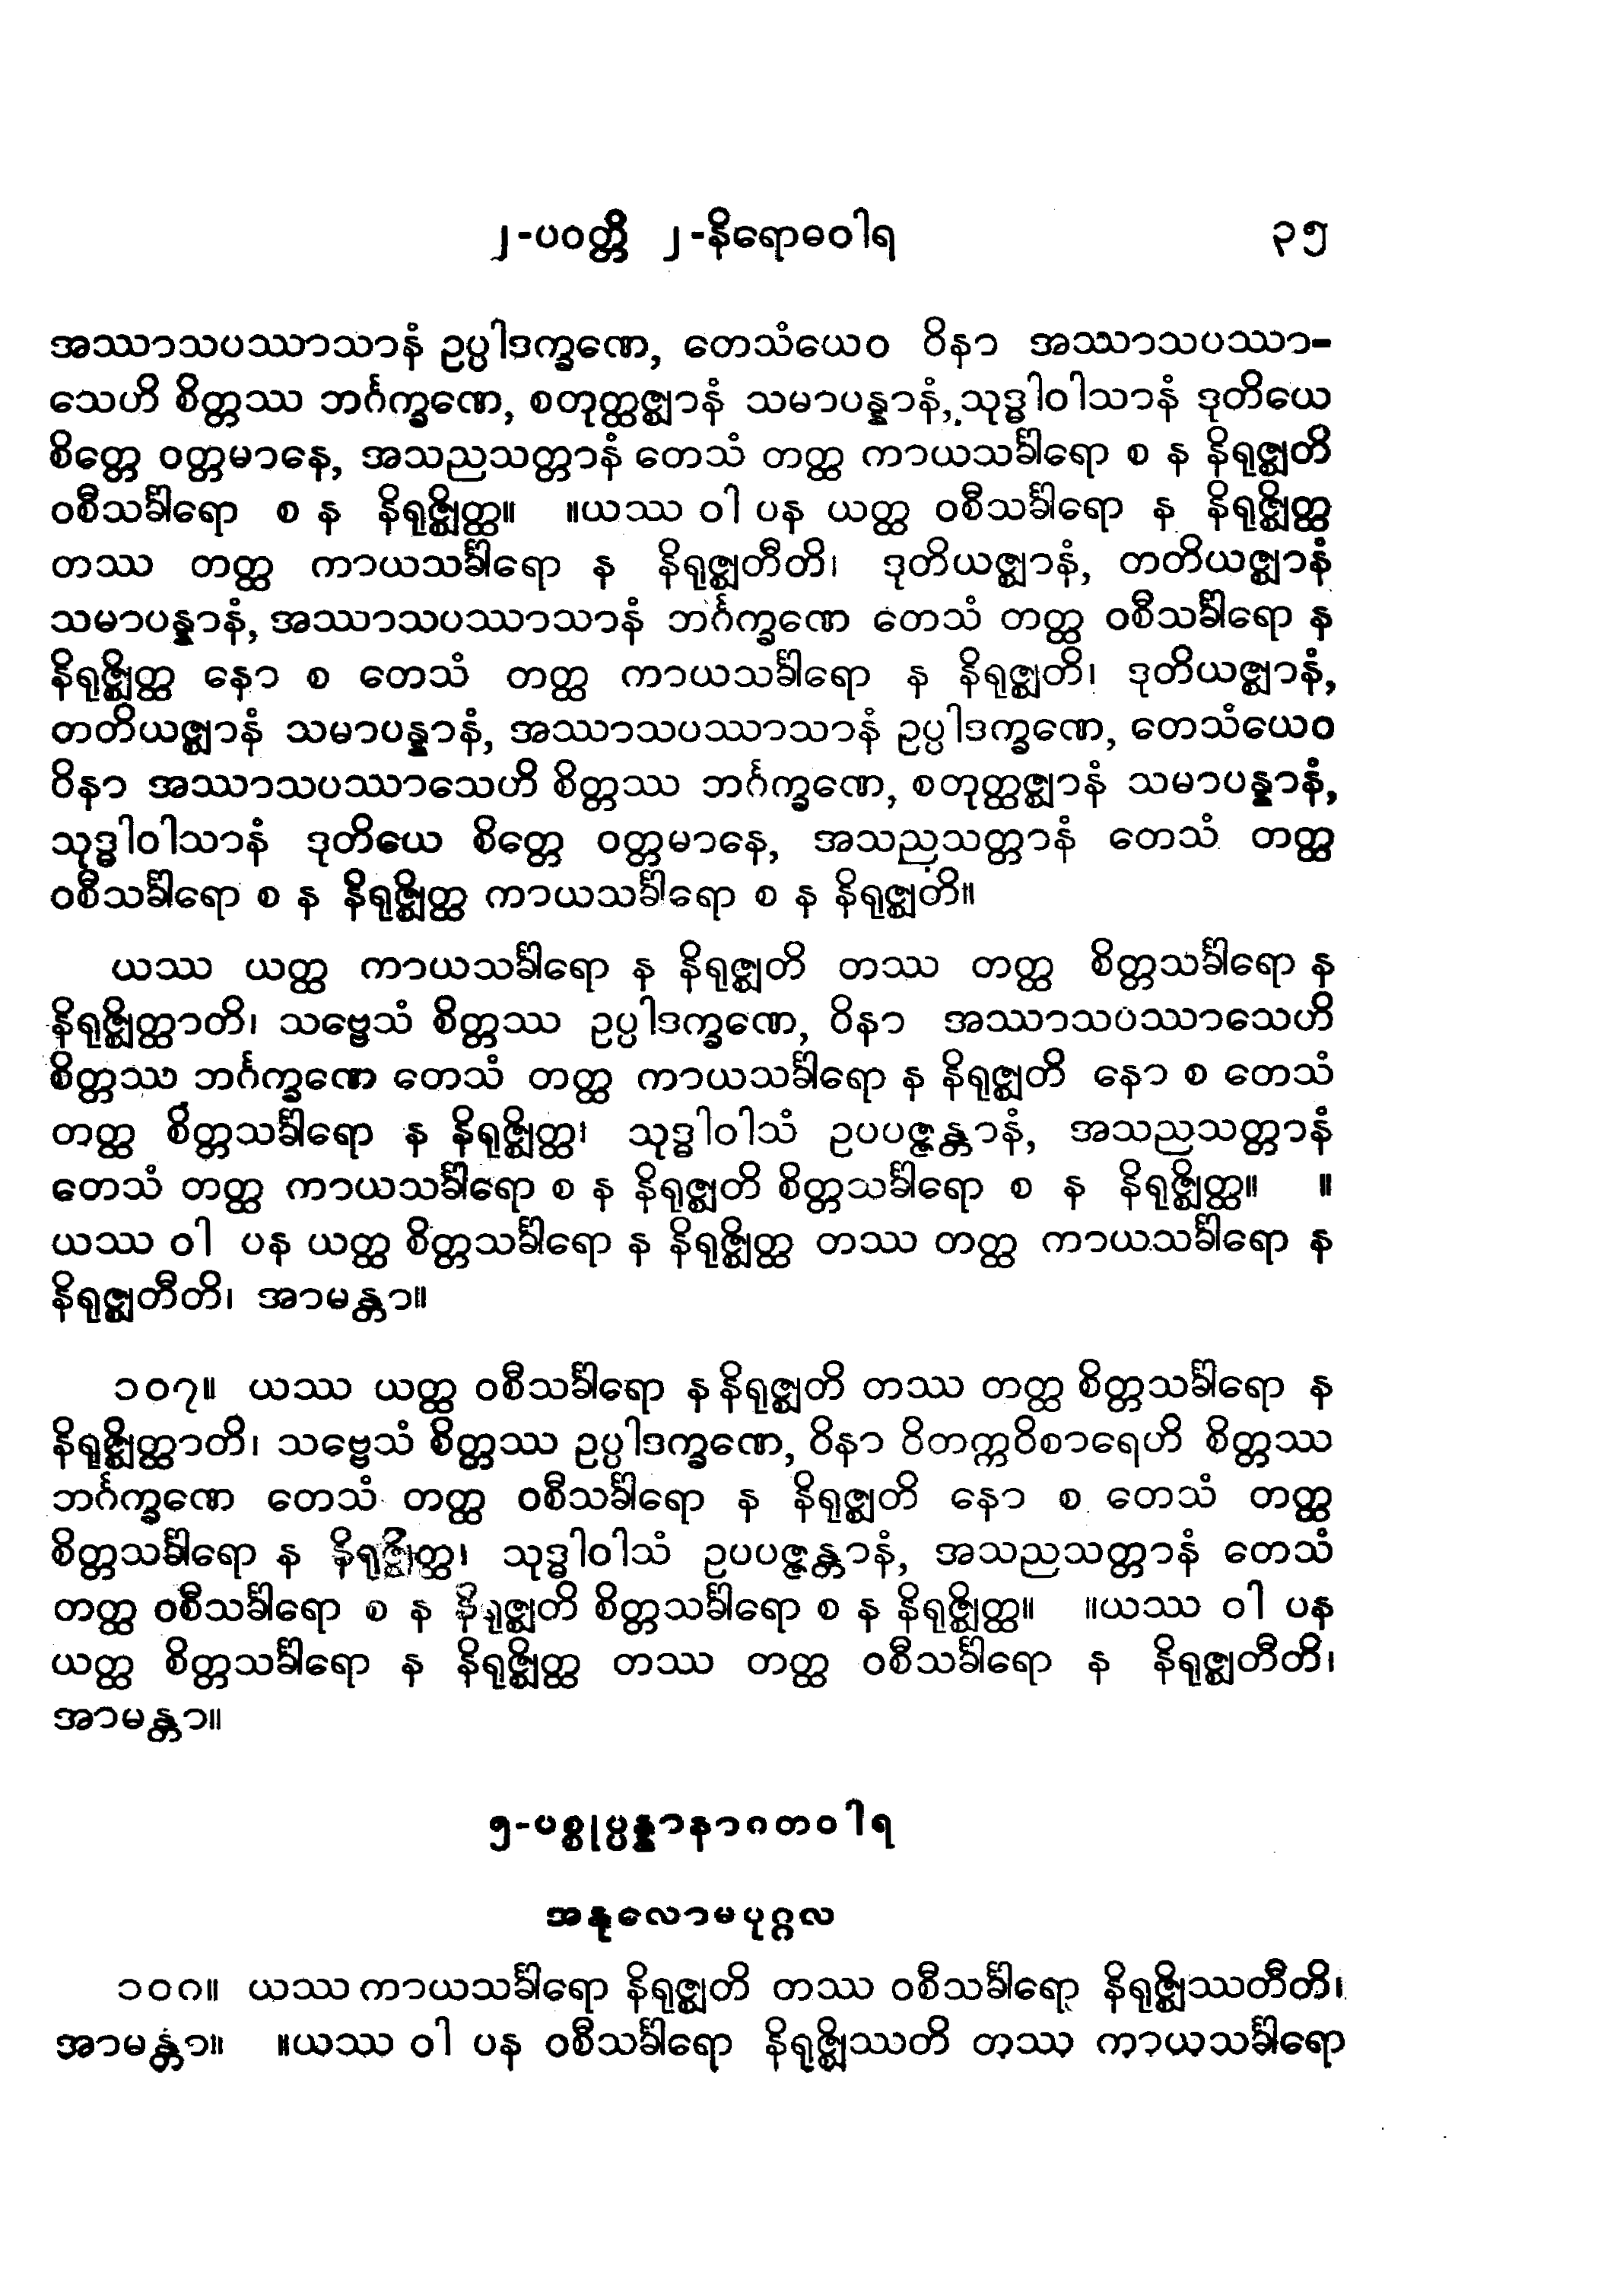 ၂-ပဝတ္တိ ၂-နိရောဓဝါရ ၃၅
အဿာသပဿာသာနံ ဥပ္ပါဒက္ခဏေ, တေသံယေဝ ဝိနာ အဿာသပဿာ-
သေဟိ စိတ္တဿ ဘင်္ဂက္ခဏေ, စတုတ္ထဇ္ဈာနံ သမာပန္နာနံ, သုဒ္ဓါဝါသာနံ ဒုတိယေ
စိတ္တေ ဝတ္တမာနေ, အသညသတ္တာနံ တေသံ တတ္ထ ကာယသင်္ခါရော စ န နိရုဇ္ဈတိ
ဝစီသင်္ခါရော စ န နိရုဇ္ဈိတ္ထ။ ။ယဿ ဝါ ပန ယတ္ထ ဝစီသင်္ခါရော န နိရုဇ္ဈိတ္ထ
တဿ တတ္ထ ကာယသင်္ခါရော န နိရုဇ္ဈတီတိ၊ ဒုတိယဇ္ဈာနံ, တတိယဇ္ဈာနံ
သမာပန္နာနံ, အဿာသပဿာသာနံ ဘင်္ဂက္ခဏေ တေသံ တတ္ထ ဝစီသင်္ခါရော န
နိရုဇ္ဈိတ္ထ နော စ တေသံ တတ္ထ ကာယသင်္ခါရော န နိရုဇ္ဈတိ၊ ဒုတိယဇ္ဈာနံ,
တတိယဇ္ဈာနံ သမာပန္နာနံ, အဿာသပဿာသာနံ ဥပ္ပါဒက္ခဏေ, တေသံယေဝ
ဝိနာ အဿာသပဿာသေဟိ စိတ္တဿ ဘင်္ဂက္ခဏေ, စတုတ္ထဇ္ဈာနံ သမာပန္နာနံ,
သုဒ္ဓါဝါသာနံ ဒုတိယေ စိတ္တေ ဝတ္တမာနေ, အသညသတ္တာနံ တေသံ တတ္ထ
ဝစီသင်္ခါရော စ န နိရုဇ္ဈိတ္ထ ကာယသင်္ခါရော စ န နိရုဇ္ဈတိ။
ယဿ ယတ္ထ ကာယသင်္ခါရော န နိရုဇ္ဈတိ တဿ တတ္ထ စိတ္တသင်္ခါရော န
နိရုဇ္ဈိတ္ထာတိ၊ သဗ္ဗေသံ စိတ္တဿ ဥပ္ပါဒက္ခဏေ, ဝိနာ အဿာသပဿာသေဟိ
စိတ္တဿ ဘင်္ဂက္ခဏေ တေသံ တတ္ထ ကာယသင်္ခါရော န နိရုဇ္ဈတိ နော စ တေသံ
တတ္ထ စိတ္တသင်္ခါရော န နိရုဇ္ဈိတ္ထ၊ သုဒ္ဓါဝါသံ ဥပပဇ္ဇန္တာနံ, အသညသတ္တာနံ
တေသံ တတ္ထ ကာယသင်္ခါရော စ န နိရုဇ္ဈတိ စိတ္တသင်္ခါရော စ န နိရုဇ္ဈိတ္ထ။ ။
ယဿ ဝါ ပန ယတ္ထ စိတ္တသင်္ခါရော န နိရုဇ္ဈိတ္ထ တဿ တတ္ထ ကာယသင်္ခါရော န
နိရုဇ္ဈတီတိ၊ အာမန္တာ။
၁၀၇။ ယဿ ယတ္ထ ဝစီသင်္ခါရော န နိရုဇ္ဈတိ တဿ တတ္ထ စိတ္တသင်္ခါရော န
နိရုဇ္ဈိတ္ထာတိ၊ သဗ္ဗေသံ စိတ္တဿ ဥပ္ပါဒက္ခဏေ, ဝိနာ ဝိတက္ကဝိစာရေဟိ စိတ္တဿ
ဘင်္ဂက္ခဏေ တေသံ တတ္ထ ဝစီသင်္ခါရော န နိရုဇ္ဈတိ နော စ တေသံ တတ္ထ
စိတ္တသင်္ခါရော န နိရုဇ္ဈိတ္ထ၊ သုဒ္ဓါဝါသံ ဥပပဇ္ဇန္တာနံ, အသညသတ္တာနံ တေသံ
တတ္ထ ဝစီသင်္ခါရော စ န နိရုဇ္ဈတိ စိတ္တသင်္ခါရော စ န နိရုဇ္ဈိတ္ထ။ ။ယဿ ဝါ ပန
ယတ္ထ စိတ္တသင်္ခါရော န နိရုဇ္ဈိတ္ထ တဿ တတ္ထ ဝစီသင်္ခါရော န နိရုဇ္ဈတီတိ၊
အာမန္တာ။
၅-ပစ္စုပ္ပန္နာနာဂတဝါရ
အနုလောမပုဂ္ဂလ
၁၀၈။ ယဿ ကာယသင်္ခါရော နိရုဇ္ဈတိ တဿ ဝစီသင်္ခါရော နိရုဇ္ဈိဿတီတိ၊
အာမန္တာ။ ။ယဿ ဝါ ပန ဝစီသင်္ခါရော နိရုဇ္ဈိဿတိ တဿ ကာယသင်္ခါရော